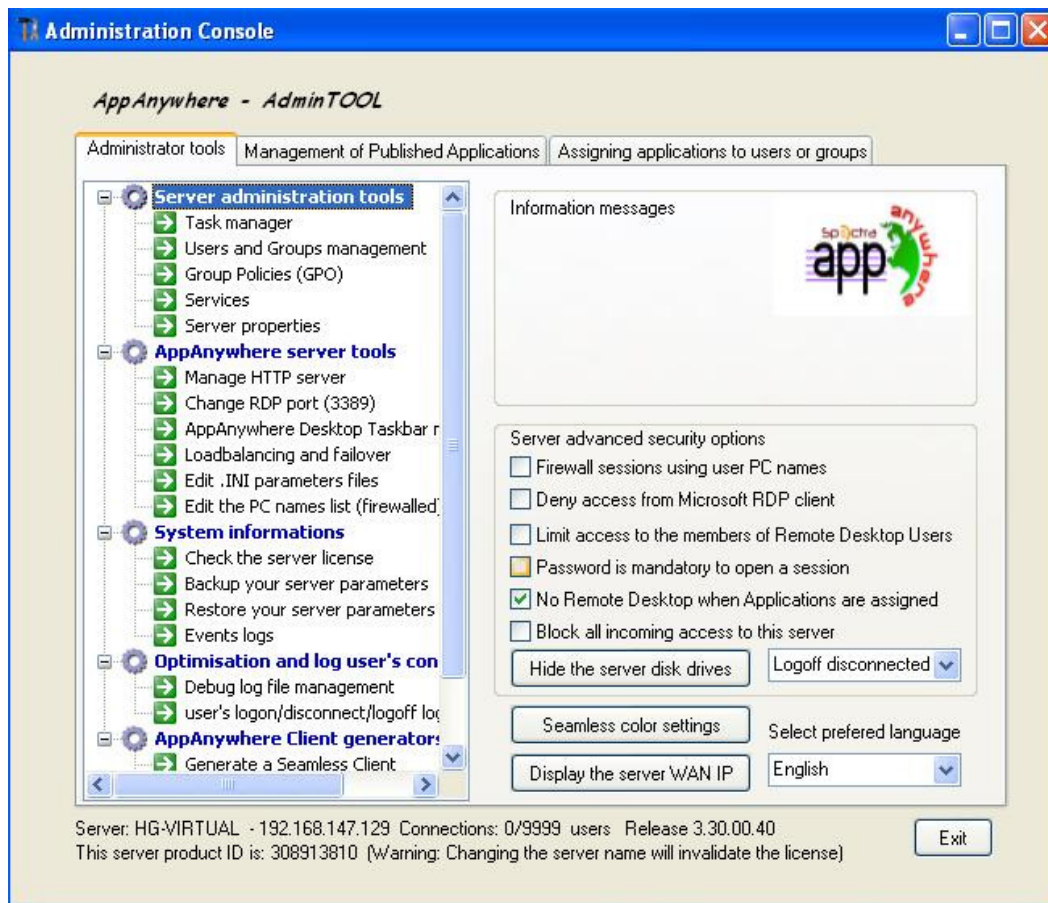 Administration Console
AppAnywhere - AdminTOOL
Administrator tools
Management of Published Applications
Assigning applications to users or groups
Server administration tools
Task manager
Users and Groups management
Group Policies (GPO)
Services
Server properties
AppAnywhere server tools
Manage HTTP server
Change RDP port (3389)
AppAnywhere Desktop Taskbar
Loadbalancing and failover
Edit .INI parameters files
Edit the PC names list (firewalled)
System informations
Check the server license
Backup your server parameters
Restore your server parameters
Events logs
Optimisation and log user's con
Debug log file management
user's logon/disconnect/logoff log
AppAnywhere Client generators
Generate a Seamless Client
Information messages
Spectra
app
anywhere
Server advanced security options
Firewall sessions using user PC names
Deny access from Microsoft RDP client
Limit access to the members of Remote Desktop Users
Password is mandatory to open a session
No Remote Desktop when Applications are assigned
Block all incoming access to this server
Hide the server disk drives
Logoff disconnected
Seamless color settings
Select prefered language
Display the server WAN IP
English
Server: HG-VIRTUAL - 192.168.147.129 Connections: 0/9999 users Release 3.30.00.40
This server product ID is: 308913810 (Warning: Changing the server name will invalidate the license)
Exit